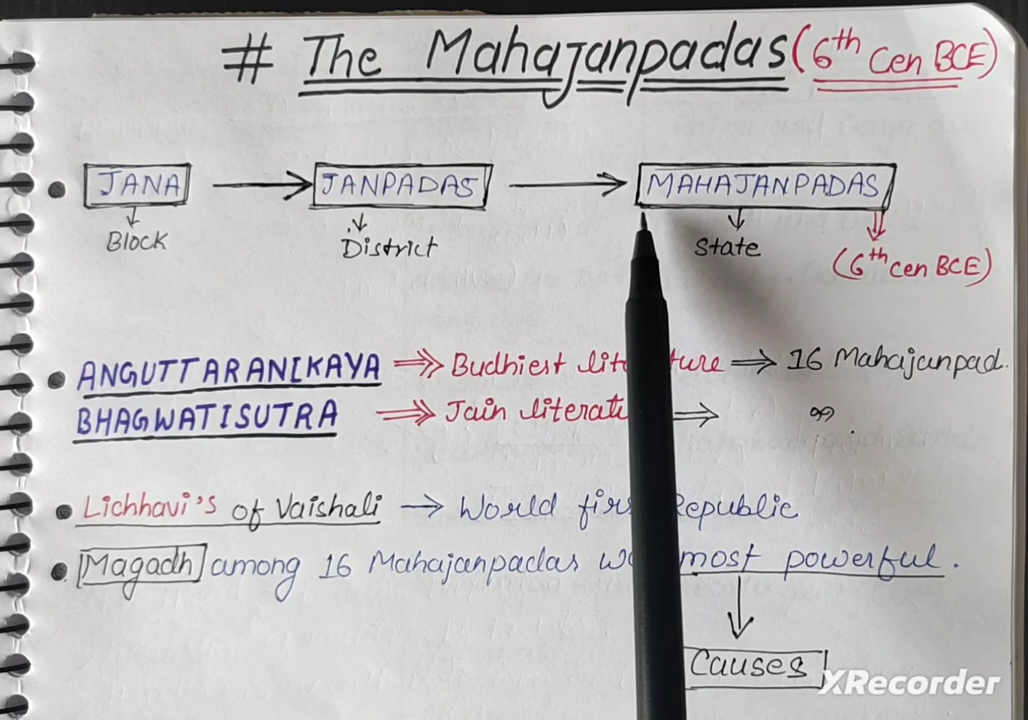 # The Mahajanpadas (6th Cen BCE)
JANA → JANPADAS → MAHAJANPADAS
Block District State (6th cen BCE)
ANGUTTARANIKAYA ⇒ Budhiest ⇒ 16 Mahajanpad.
BHAGWATISUTRA ⇒ Jain ⇒
Lichhavi's of Vaishali → World Republic
Magadh among 16 Mahajanpadas most powerful.
Causes
XRecorder